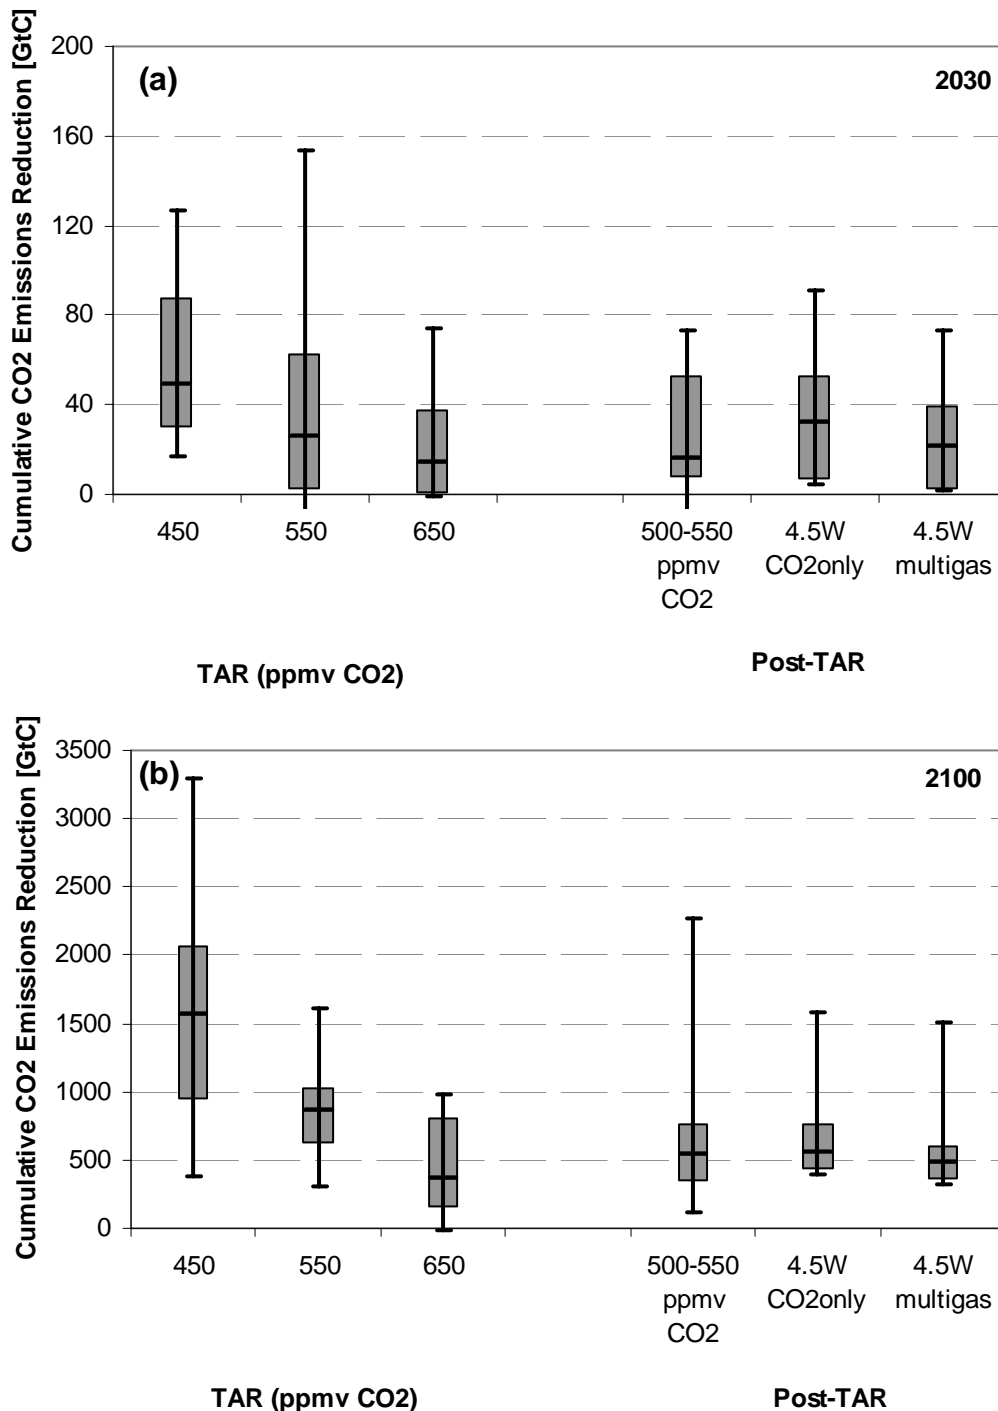 Cumulative CO2 Emissions Reduction [GtC]
200
160
120
80
40
0
(a)
2030
450
550
650
500-550
ppmv
CO2
4.5W
CO2only
4.5W
multigas
TAR (ppmv CO2)
Post-TAR
Cumulative CO2 Emissions Reduction [GtC]
3500
3000
2500
2000
1500
1000
500
0
(b)
2100
450
550
650
500-550
ppmv
CO2
4.5W
CO2only
4.5W
multigas
TAR (ppmv CO2)
Post-TAR